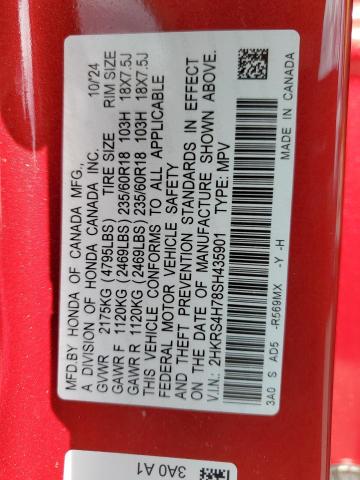 MFD.BY HONDA OF CANADA MFG., 10/24
A DIVISION OF HONDA CANADA INC.
GVWR 2175KG (4795LBS) TIRE SIZE RIM SIZE
GAWR F 1120KG (2469LBS) 235/60R18 103H 18X7.5J
GAWR R 1120KG (2469LBS) 235/60R18 103H 18X7.5J
THIS VEHICLE CONFORMS TO ALL APPLICABLE
FEDERAL MOTOR VEHICLE SAFETY
AND THEFT PREVENTION STANDARDS IN EFFECT
ON THE DATE OF MANUFACTURE SHOWN ABOVE.
V.I.N.: 2HKRS4H78SH435901 TYPE: MPV
3A0 S AD5 -R569MX -Y -H
MADE IN CANADA
3A0 A1